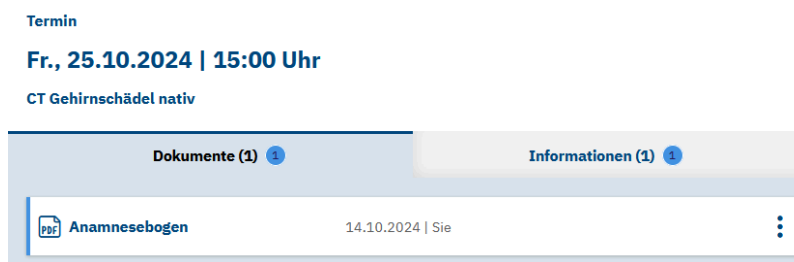 Termin
Fr., 25.10.2024 | 15:00 Uhr
CT Gehirnschädel nativ
Dokumente (1) 1 Informationen (1) 1
PDF Anamnesebogen 14.10.2024 | Sie